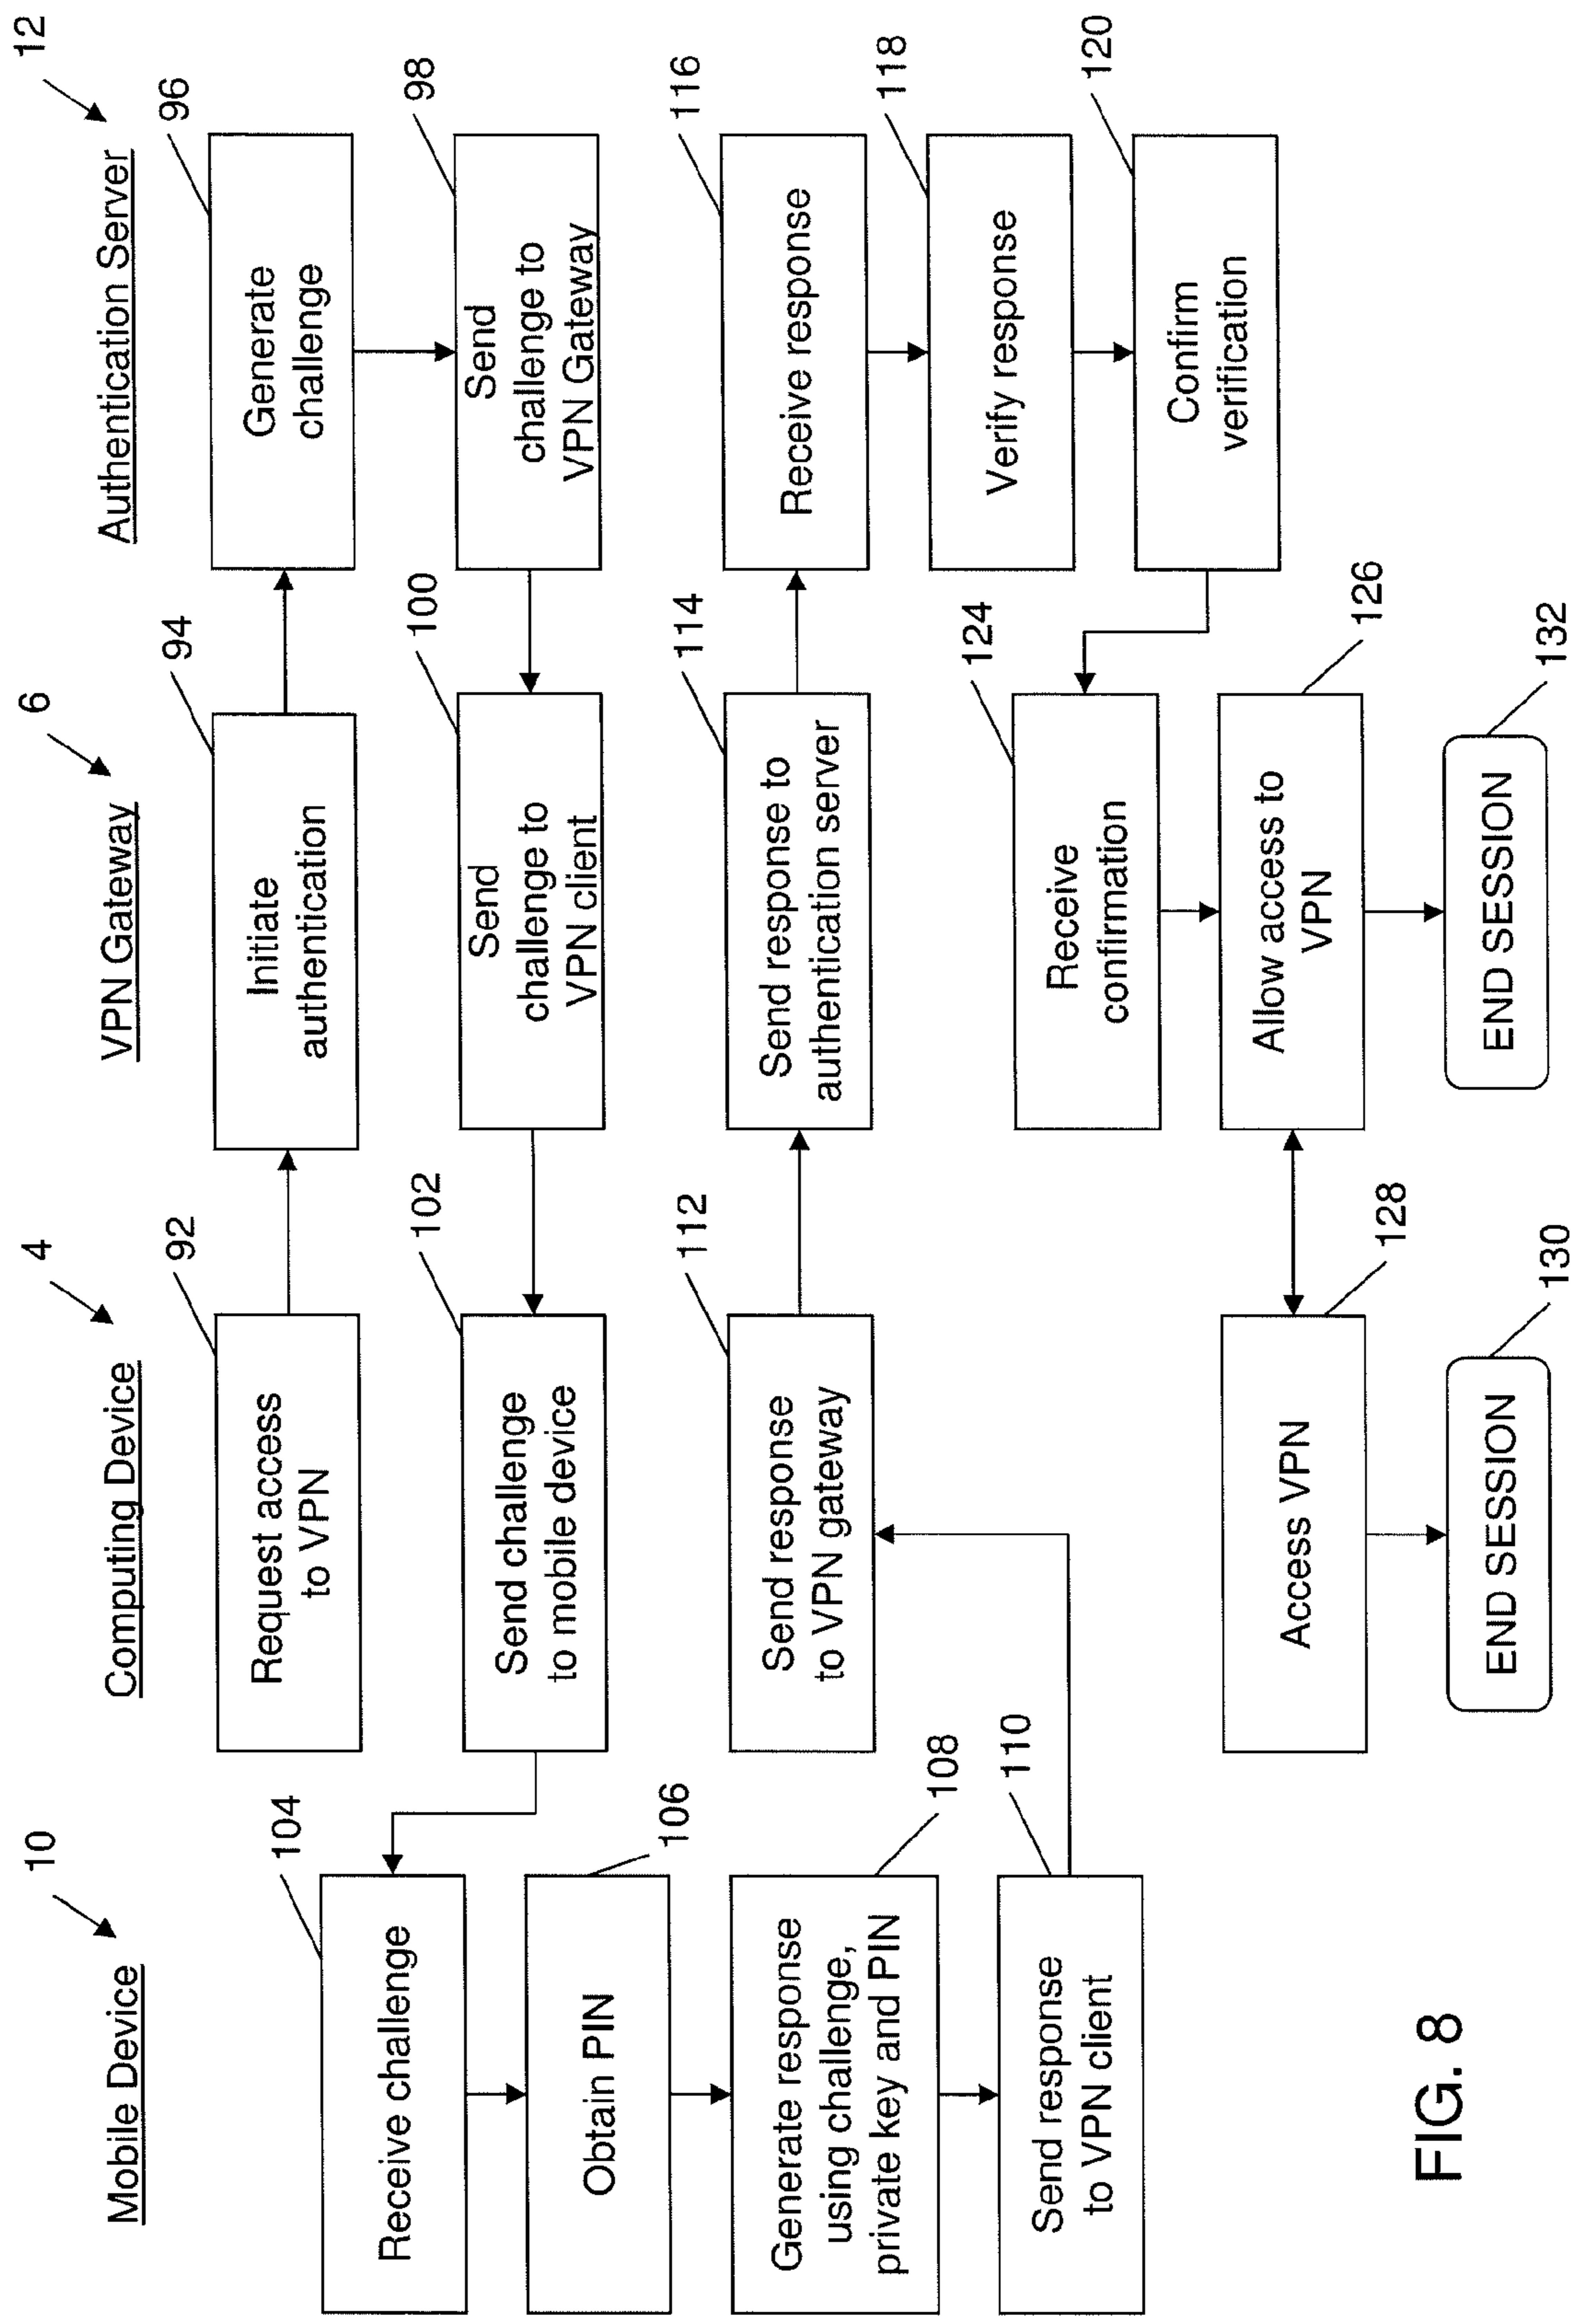 Mobile Device
10
Computing Device
4
VPN Gateway
6
Authentication Server
12
92
Request access
to VPN
94
Initiate
authentication
96
Generate
challenge
98
Send
challenge to
VPN Gateway
100
Send
challenge to
VPN client
102
Send challenge
to mobile device
104
Receive challenge
106
Obtain PIN
108
Generate response
using challenge,
private key and PIN
110
Send response
to VPN client
112
Send response
to VPN gateway
114
Send response to
authentication server
116
Receive response
118
Verify response
120
Confirm
verification
124
Receive
confirmation
126
Allow access to
VPN
128
Access VPN
130
END SESSION
132
END SESSION
FIG. 8